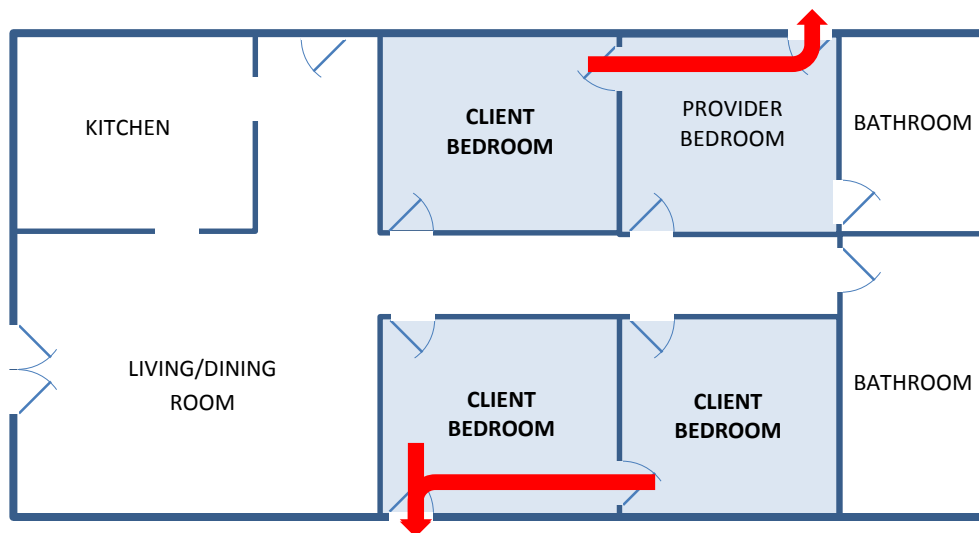 KITCHEN
CLIENT
BEDROOM
PROVIDER
BEDROOM
BATHROOM
LIVING/DINING
ROOM
CLIENT
BEDROOM
CLIENT
BEDROOM
BATHROOM